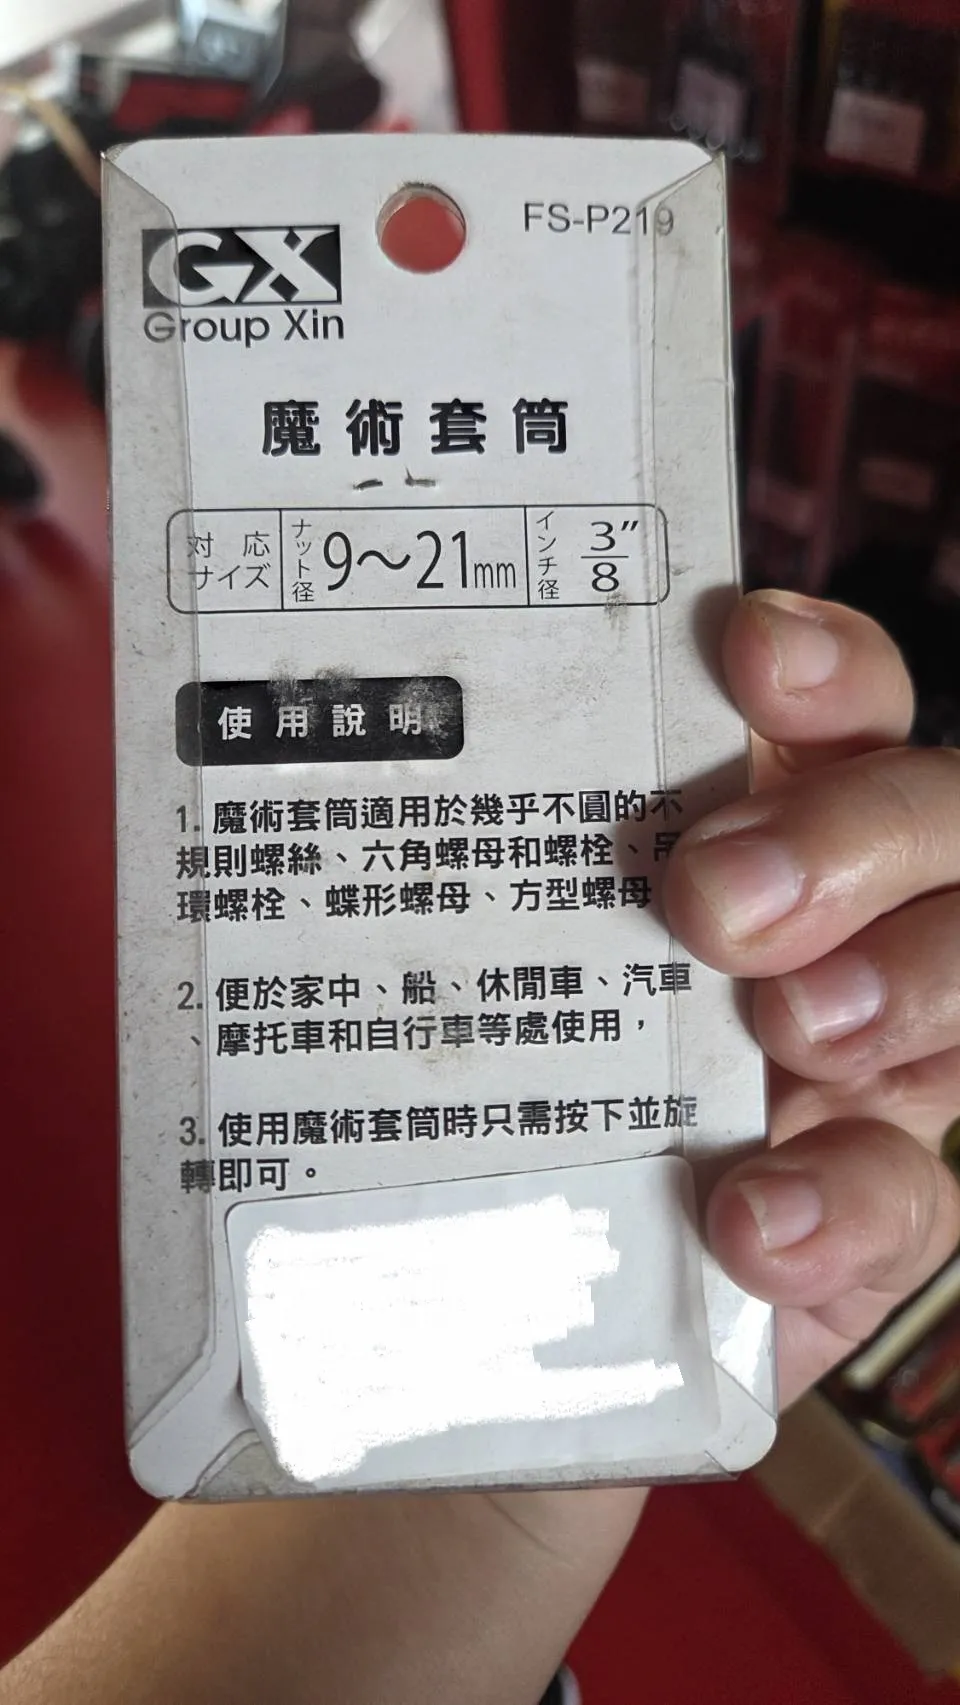 FS-P219
GX
Group Xin
魔術套筒
対応
サイズ
ナット径
9～21mm
インチ径
3″
8
使用說明
1. 魔術套筒適用於幾乎不圓的不
規則螺絲、六角螺母和螺栓、吊
環螺栓、蝶形螺母、方型螺母
2. 便於家中、船、休閒車、汽車
、摩托車和自行車等處使用，
3. 使用魔術套筒時只需按下並旋
轉即可。